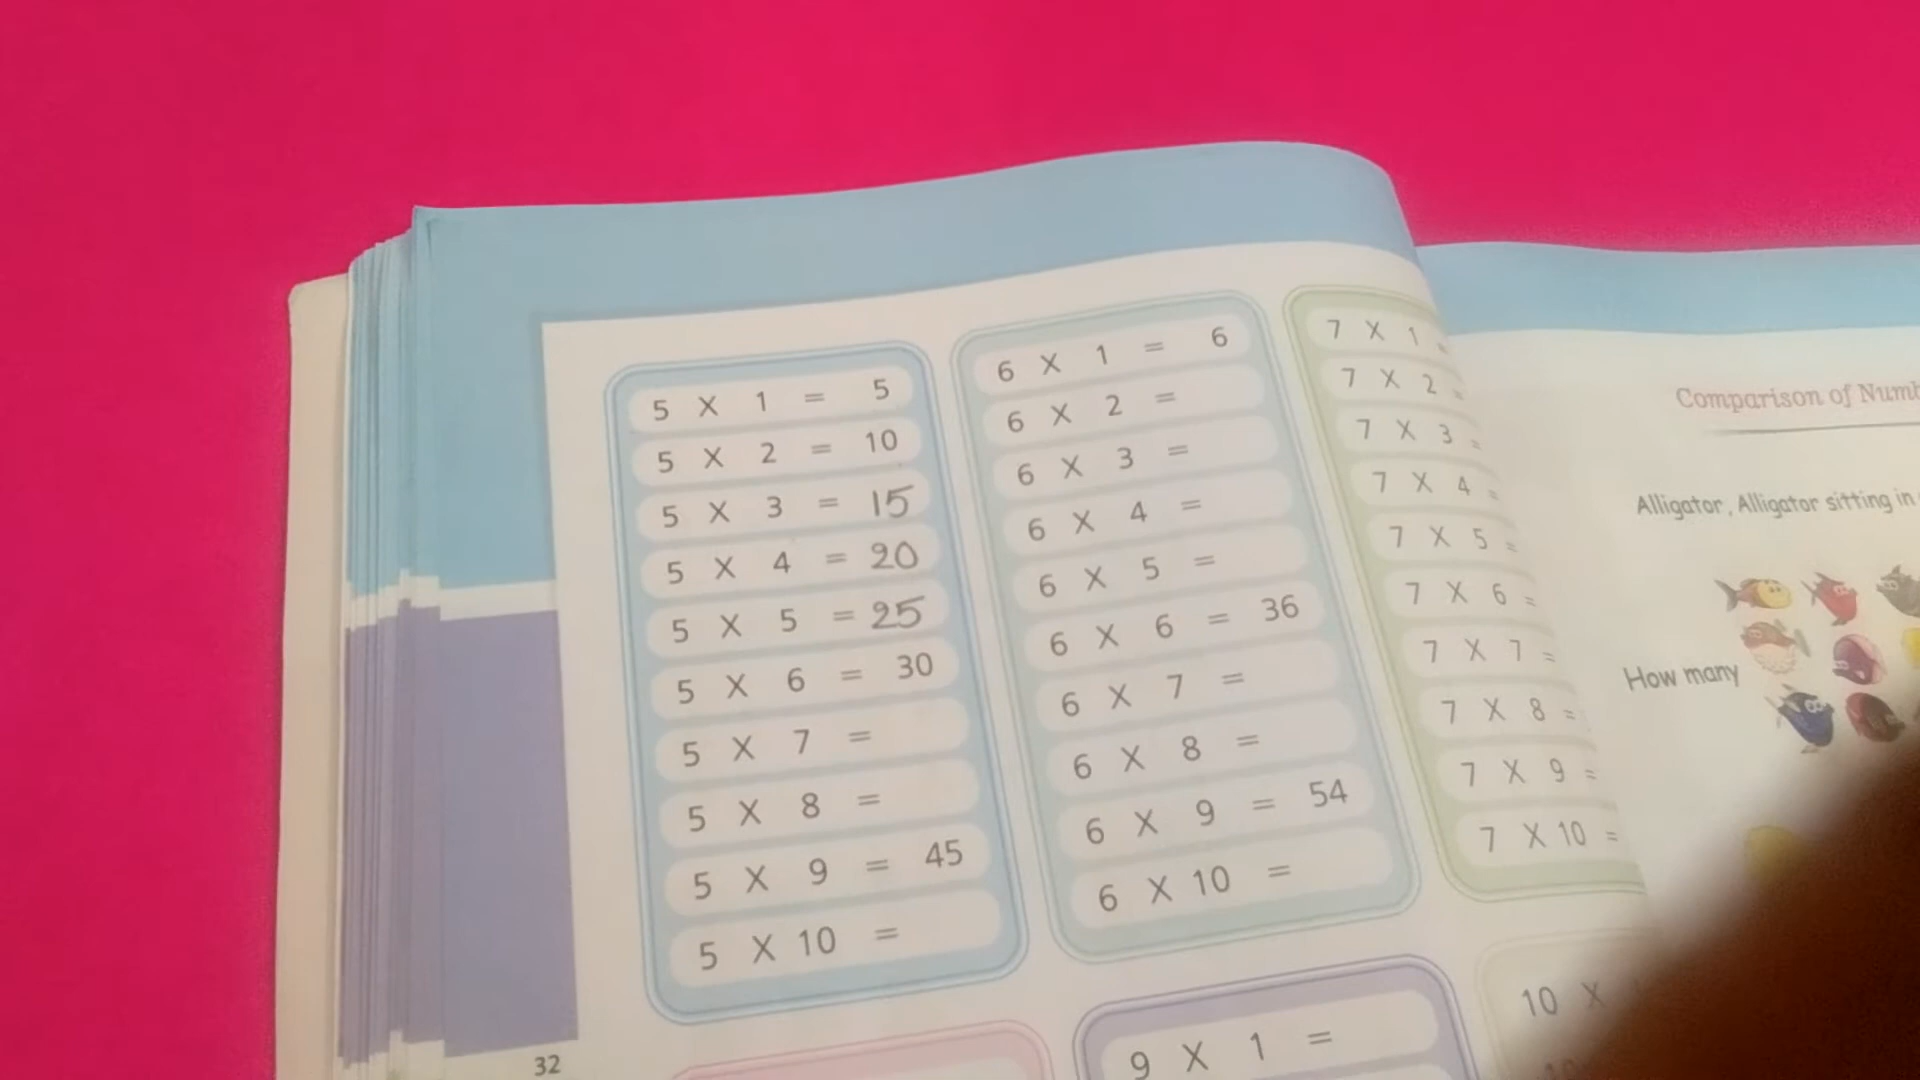 5 X 1 = 5
5 X 2 = 10
5 X 3 = 15
5 X 4 = 20
5 X 5 = 25
5 X 6 = 30
5 X 7 =
5 X 8 =
5 X 9 = 45
5 X 10 =
6 X 1 = 6
6 X 2 =
6 X 3 =
6 X 4 =
6 X 5 =
6 X 6 = 36
6 X 7 =
6 X 8 =
6 X 9 = 54
6 X 10 =
7 X 1 =
7 X 2 =
7 X 3 =
7 X 4 =
7 X 5 =
7 X 6 =
7 X 7 =
7 X 8 =
7 X 9 =
7 X 10 =
9 X 1 =
10 X
32
Comparison of
Alligator, Alligator sitting in
How many